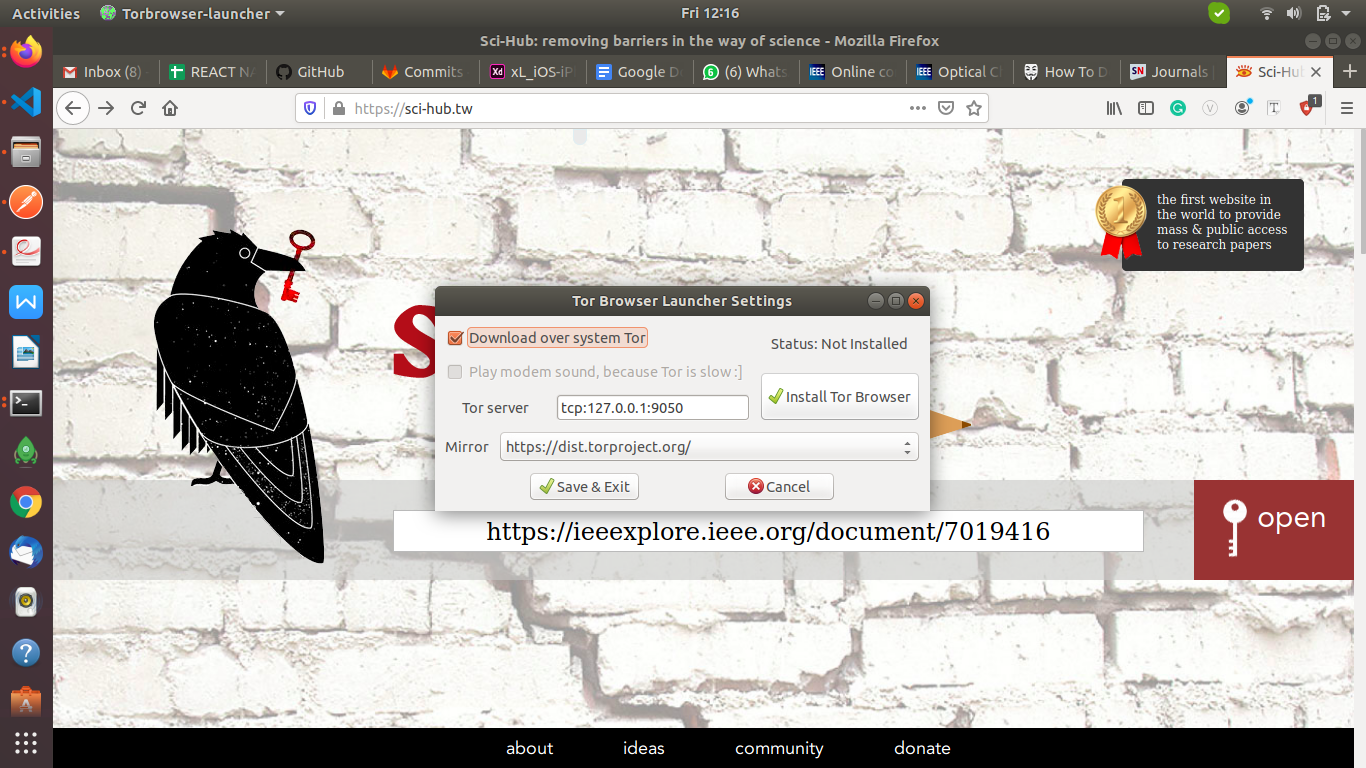 Activities Torbrowser-launcher Fri 12:16
Sci-Hub: removing barriers in the way of science - Mozilla Firefox
Inbox (8) REACT NA GitHub Commits xL_iOS-iP Google D (6) Whats Online co Optical C How To D Journals Sci-Hu
https://sci-hub.tw
1
the first website in
the world to provide
mass & public access
to research papers
1
S
Tor Browser Launcher Settings
Download over system Tor
Status: Not Installed
Play modem sound, because Tor is slow :]
Install Tor Browser
Tor server tcp:127.0.0.1:9050
Mirror https://dist.torproject.org/
Save & Exit Cancel
https://ieeexplore.ieee.org/document/7019416
open
about ideas community donate